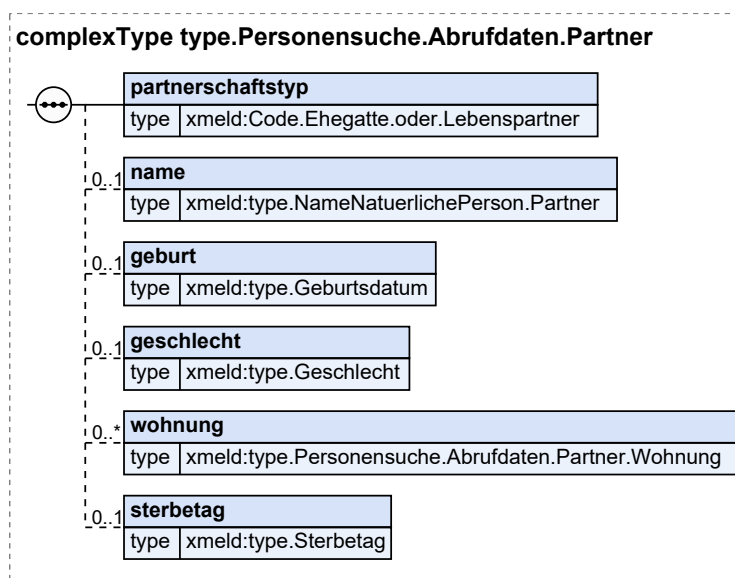 complexType type.Personensuche.Abrufdaten.Partner
partnerschaftstyp
type xmeld:Code.Ehegatte.oder.Lebenspartner
0..1 name
type xmeld:type.NameNatuerlichePerson.Partner
0..1 geburt
type xmeld:type.Geburtsdatum
0..1 geschlecht
type xmeld:type.Geschlecht
0..* wohnung
type xmeld:type.Personensuche.Abrufdaten.Partner.Wohnung
0..1 sterbetag
type xmeld:type.Sterbetag